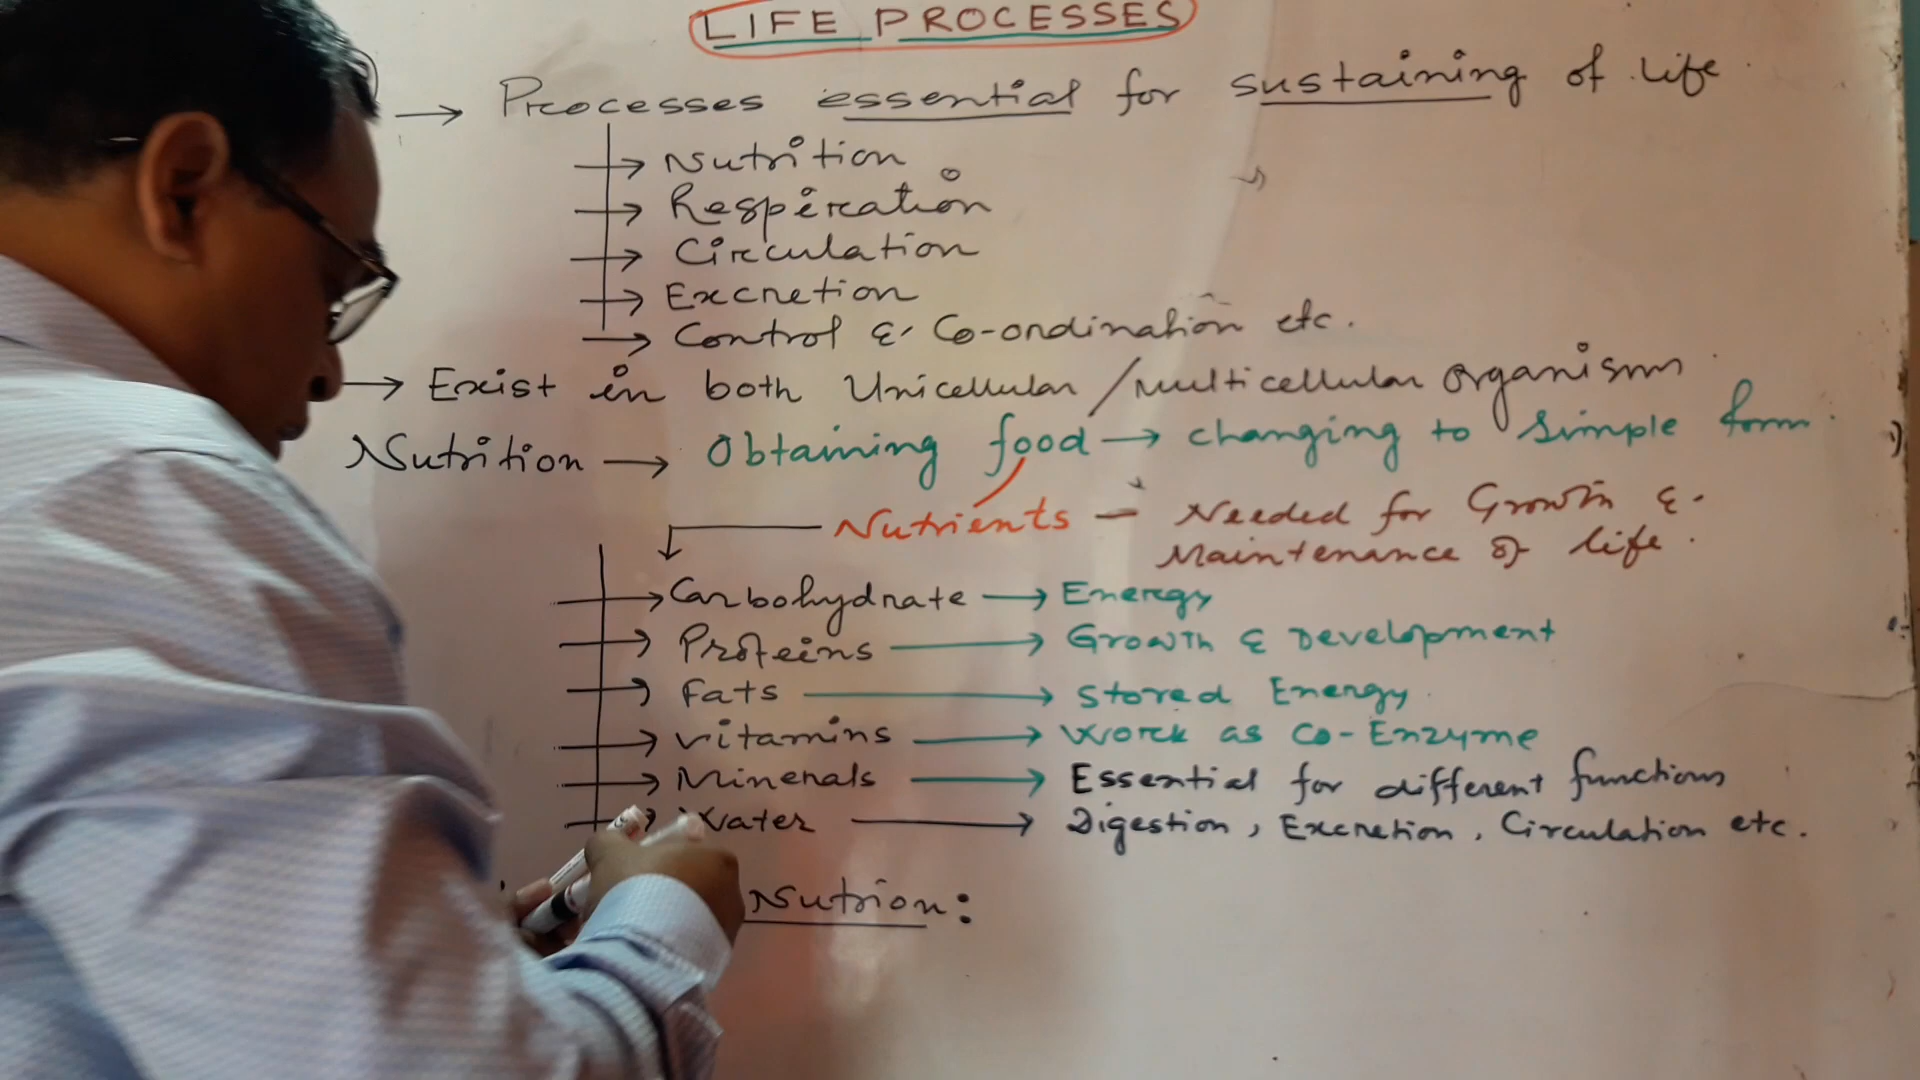 LIFE PROCESSES
→ Processes essential for sustaining of life
→ Nutrition
→ Respiration
→ Circulation
→ Excretion
→ Control & Co-ordination etc.
→ Exist in both Unicellular / Multicellular Organisms
Nutrition → Obtaining food → changing to simple form.
Nutrients — Needed for Growth &
Maintenance of life.
→ Carbohydrate → Energy
→ Proteins → Growth & Development
→ Fats → Stored Energy
→ Vitamins → Work as Co-Enzyme
→ Minerals → Essential for different functions
→ Water → Digestion, Excretion, Circulation etc.
Nutrion: